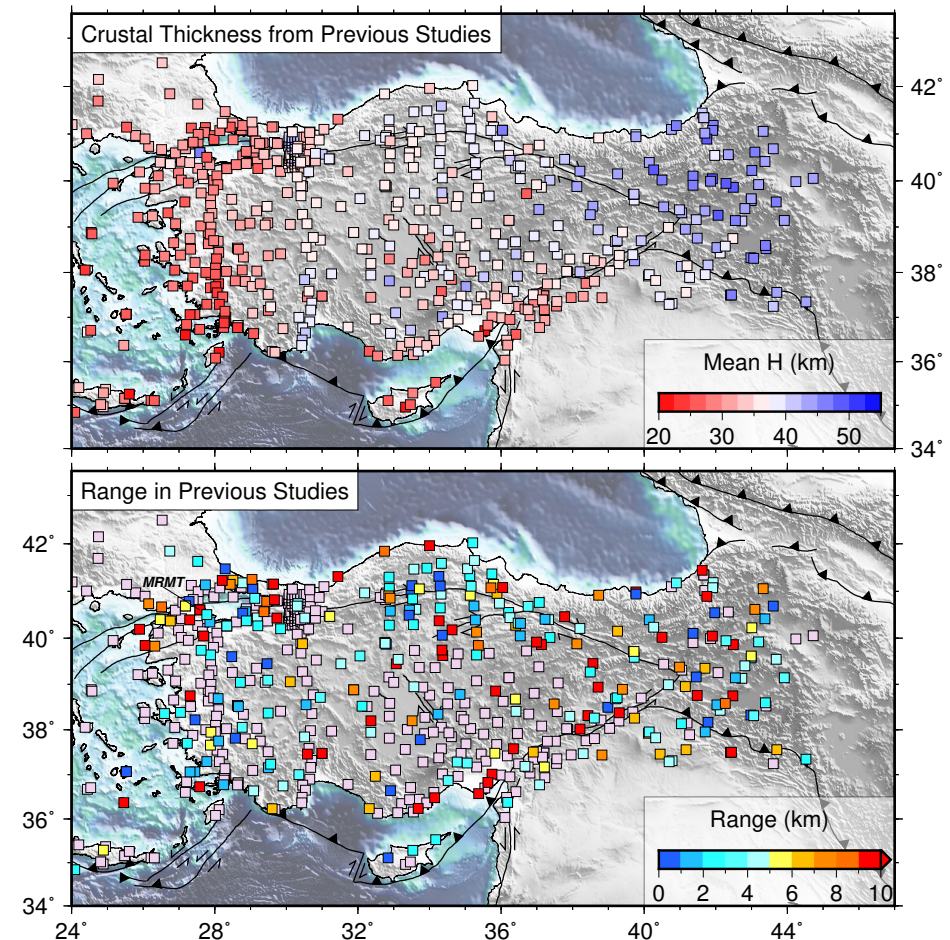 Crustal Thickness from Previous Studies
42˚
40˚
38˚
36˚
34˚
Mean H (km)
20 30 40 50
Range in Previous Studies
MRMT
42˚
40˚
38˚
36˚
34˚
Range (km)
0 2 4 6 8 10
24˚ 28˚ 32˚ 36˚ 40˚ 44˚